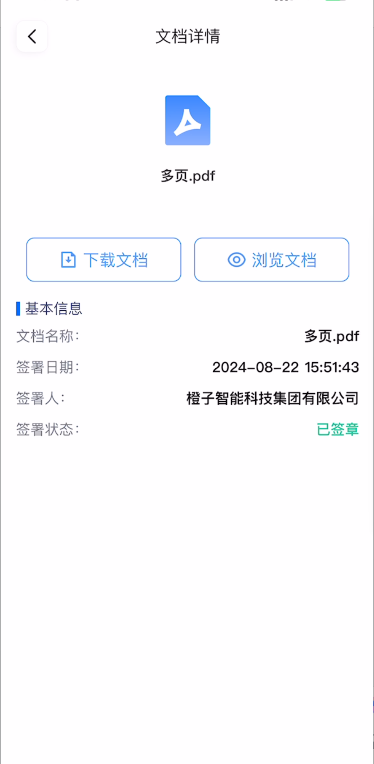 文档详情
多页.pdf
下载文档 浏览文档
基本信息
文档名称： 多页.pdf
签署日期： 2024-08-22 15:51:43
签署人： 橙子智能科技集团有限公司
签署状态： 已签章